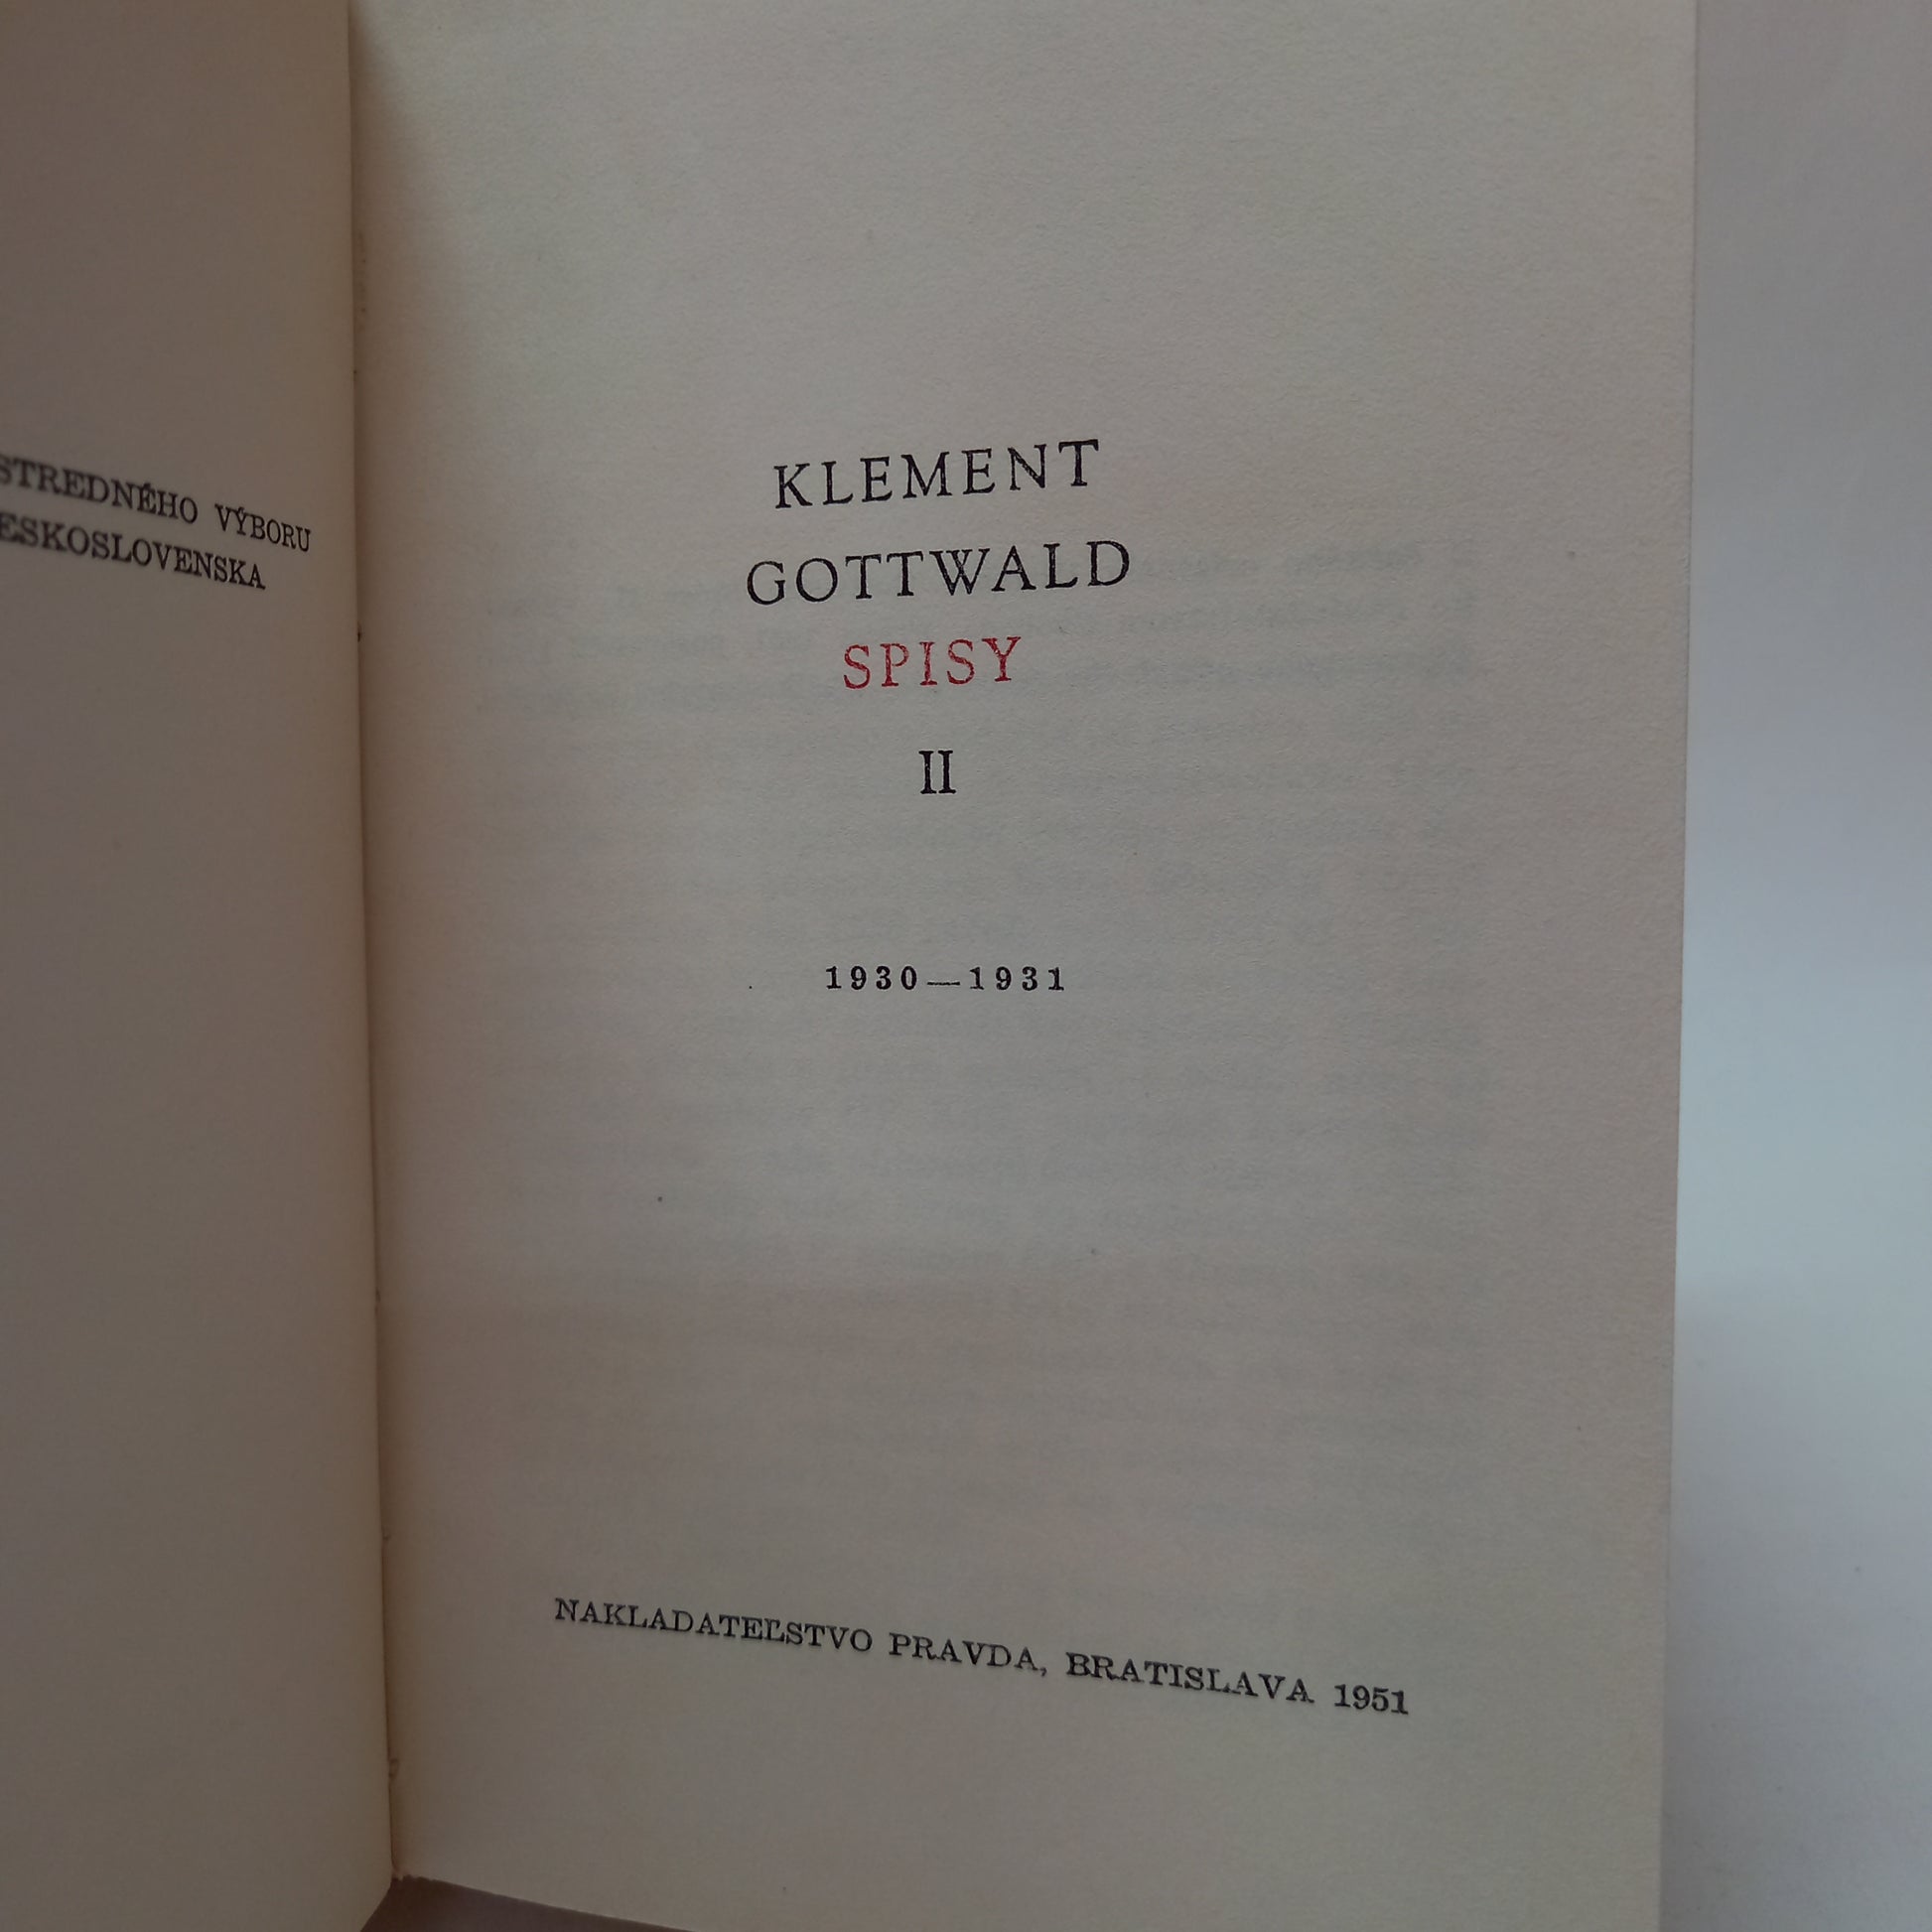 STREDNÉHO VÝBORU
ESKOSLOVENSKA
KLEMENT
GOTTWALD
SPISY
II
1930—1931
NAKLADATEĽSTVO PRAVDA, BRATISLAVA 1951